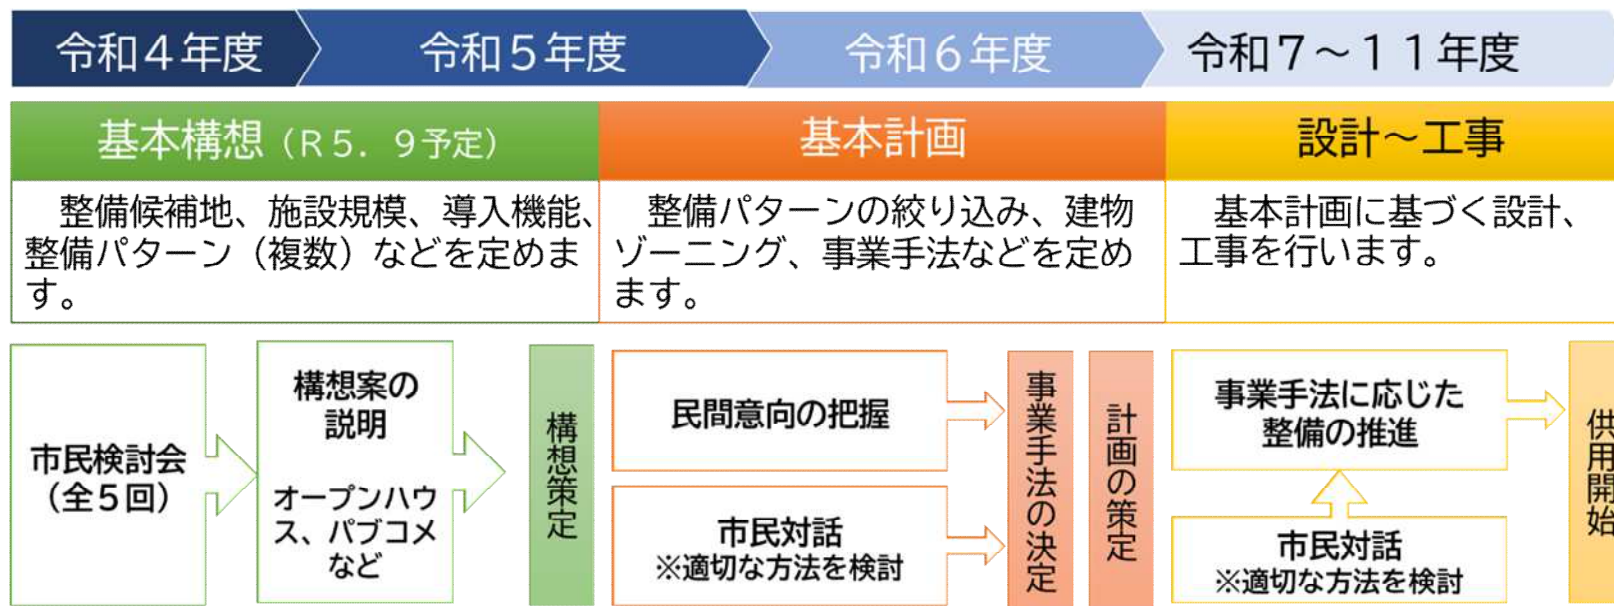 令和４年度
令和５年度
令和６年度
令和７～１１年度
基本構想（Ｒ５．９予定）
基本計画
設計～工事
整備候補地、施設規模、導入機能、
整備パターン（複数）などを定めま
す。
整備パターンの絞り込み、建物
ゾーニング、事業手法などを定め
ます。
基本計画に基づく設計、
工事を行います。
市民検討会
（全５回）
構想案の
説明
オープンハウ
ス、パブコメ
など
構想策定
民間意向の把握
市民対話
※適切な方法を検討
事業手法の決定
計画の策定
事業手法に応じた
整備の推進
市民対話
※適切な方法を検討
供用開始